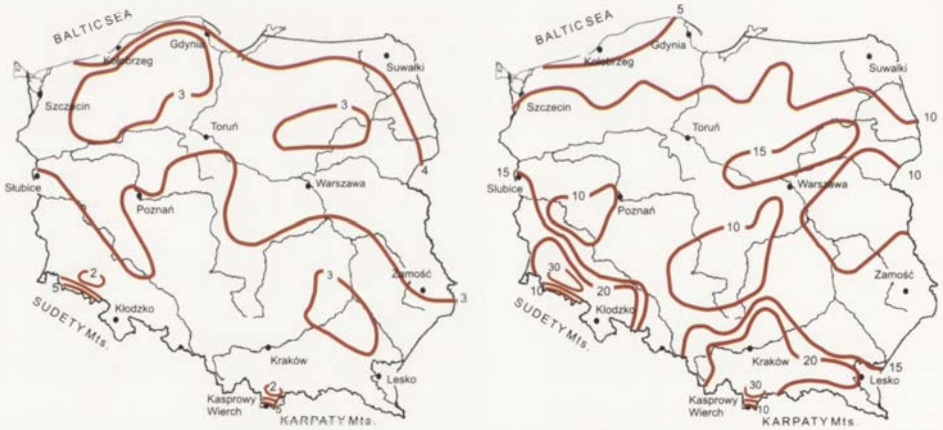 BALTIC SEA
Gdynia
Kołobrzeg
Suwałki
Szczecin
3
3
Toruń
4
Słubice
Warszawa
Poznań
2
5
3
Zamość
3
SUDETY Mts.
Kłodzko
Kraków
Lesko
2
Kasprowy
Wierch
5
KARPATY Mts.
5
BALTIC SEA
Gdynia
Kołobrzeg
Suwałki
Szczecin
10
Toruń
15
10
15
Słubice
Warszawa
10
Poznań
10
30
Zamość
10
20
SUDETY Mts.
Kłodzko
Kraków
20
15
Lesko
30
Kasprowy
Wierch
10
KARPATY Mts.